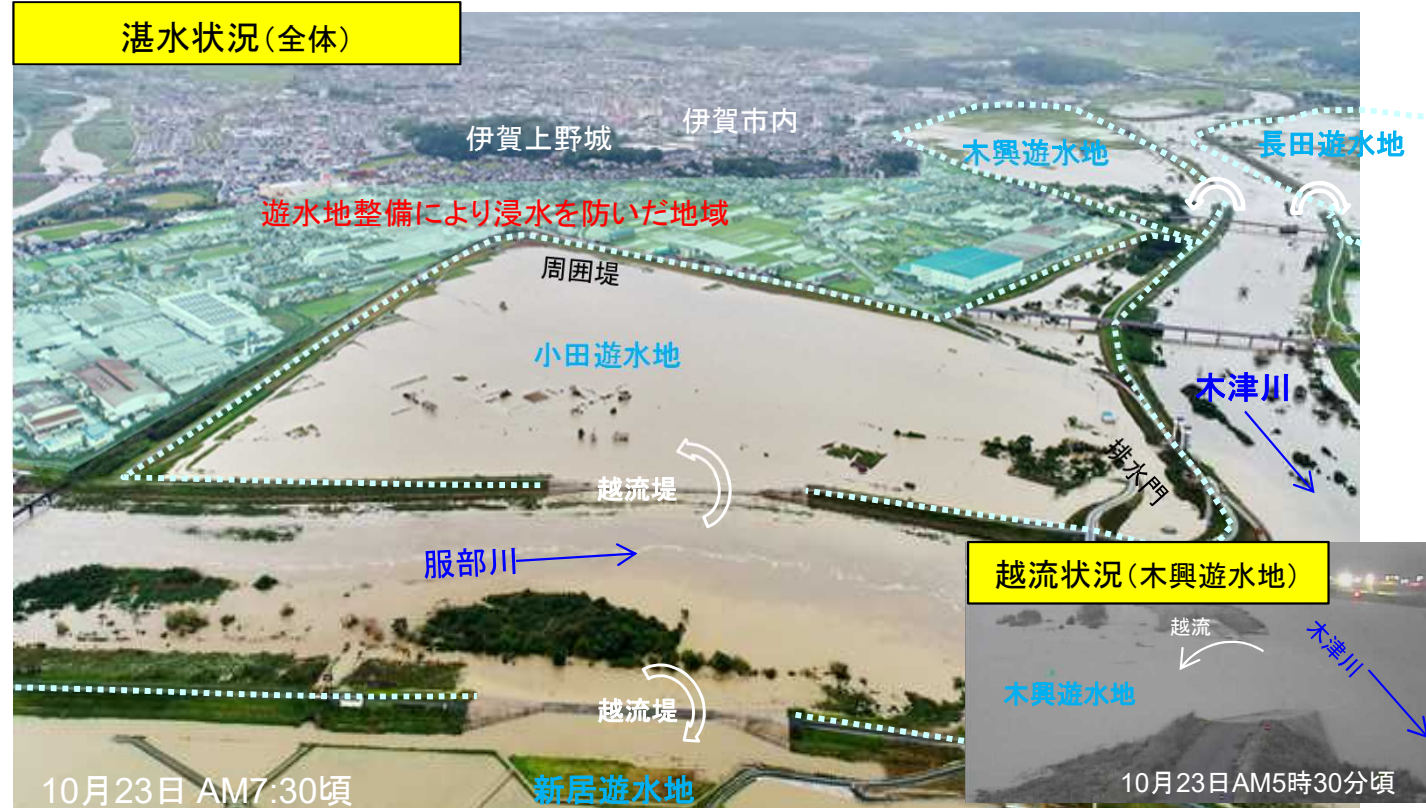 湛水状況(全体)
伊賀上野城
伊賀市内
木興遊水地
長田遊水地
遊水地整備により浸水を防いだ地域
周囲堤
小田遊水地
木津川
排水門
越流堤
服部川
越流堤
新居遊水地
10月23日 AM7:30頃
越流状況(木興遊水地)
越流
木津川
木興遊水地
10月23日AM5時30分頃